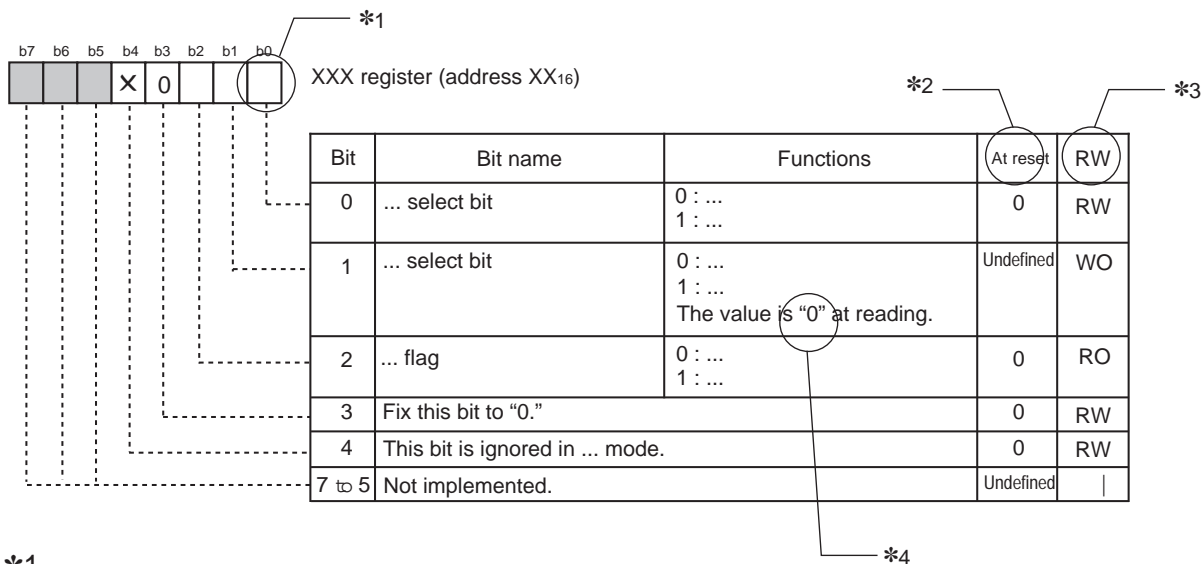 ✽1
b7 b6 b5 b4 b3 b2 b1 b0
× 0
XXX register (address XX16)
✽2
✽3
Bit Bit name Functions At reset RW
0 ... select bit 0 : ... 0 RW
1 : ...
1 ... select bit 0 : ... Undefined WO
1 : ...
The value is “0” at reading.
2 ... flag 0 : ... 0 RO
1 : ...
3 Fix this bit to “0.” 0 RW
4 This bit is ignored in ... mode. 0 RW
7 to 5 Not implemented. Undefined |
✽4
✽1